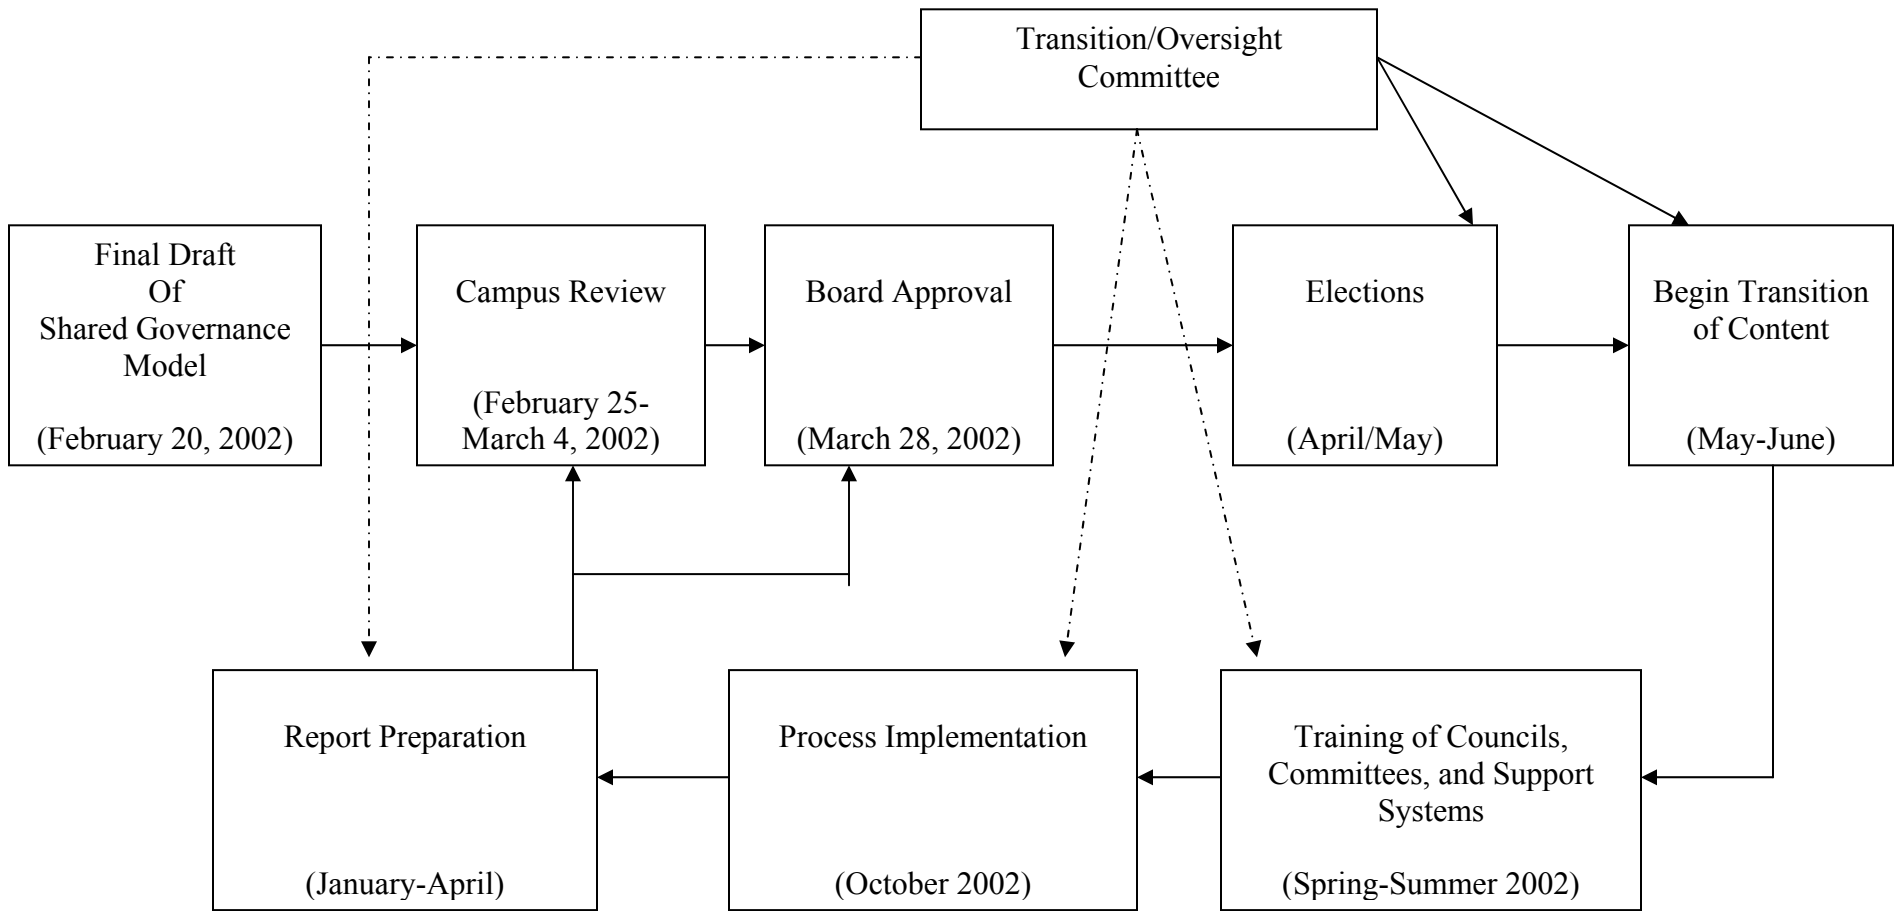 Transition/Oversight
Committee
Final Draft
Of
Shared Governance
Model
(February 20, 2002)
Campus Review
(February 25-
March 4, 2002)
Board Approval
(March 28, 2002)
Elections
(April/May)
Begin Transition
of Content
(May-June)
Report Preparation
(January-April)
Process Implementation
(October 2002)
Training of Councils,
Committees, and Support
Systems
(Spring-Summer 2002)